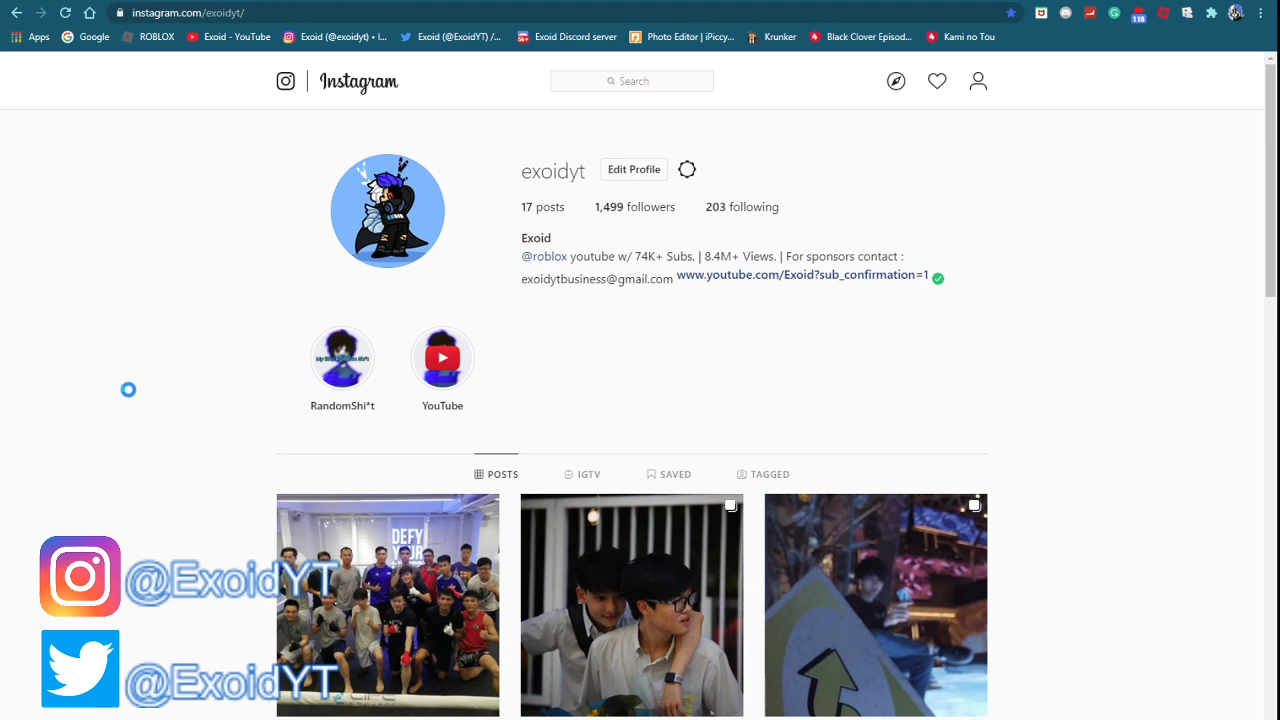 instagram.com/exoidyt/
118
Apps Google ROBLOX Exoid - YouTube Exoid (@exoidyt) • I... Exoid (@ExoidYT) /... Exoid Discord server Photo Editor | iPiccy... Krunker Black Clover Episod... Kami no Tou
Instagram
Search
exoidyt Edit Profile
17 posts 1,499 followers 203 following
Exoid
@roblox youtube w/ 74K+ Subs. | 8.4M+ Views. | For sponsors contact :
exoidytbusiness@gmail.com www.youtube.com/Exoid?sub_confirmation=1
RandomShi*t YouTube
POSTS IGTV SAVED TAGGED
DEFY
YOUR
@ExoidYT
@ExoidYT